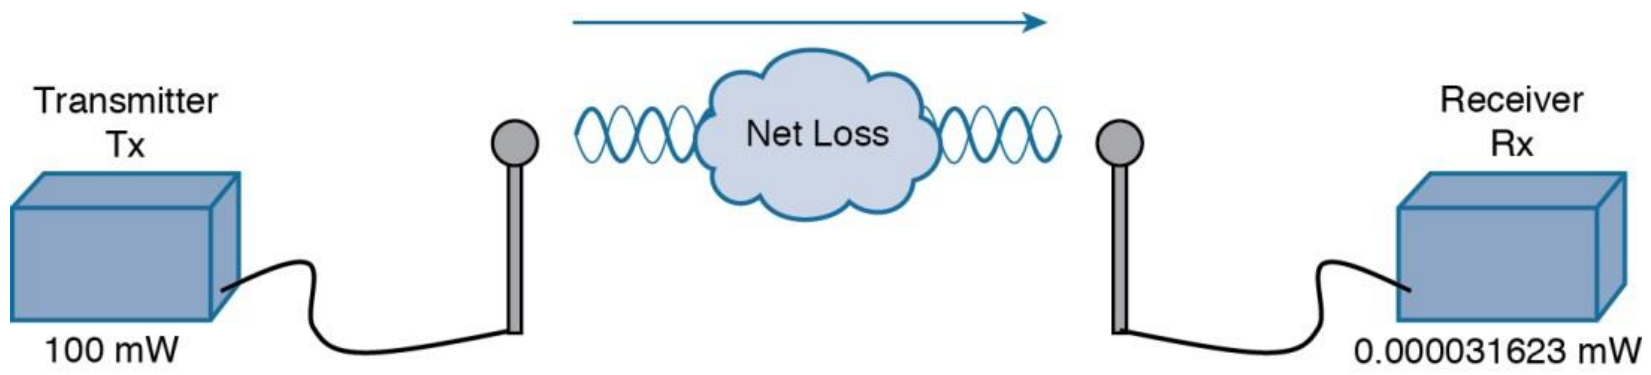 Transmitter
Tx
100 mW
Net Loss
Receiver
Rx
0.000031623 mW